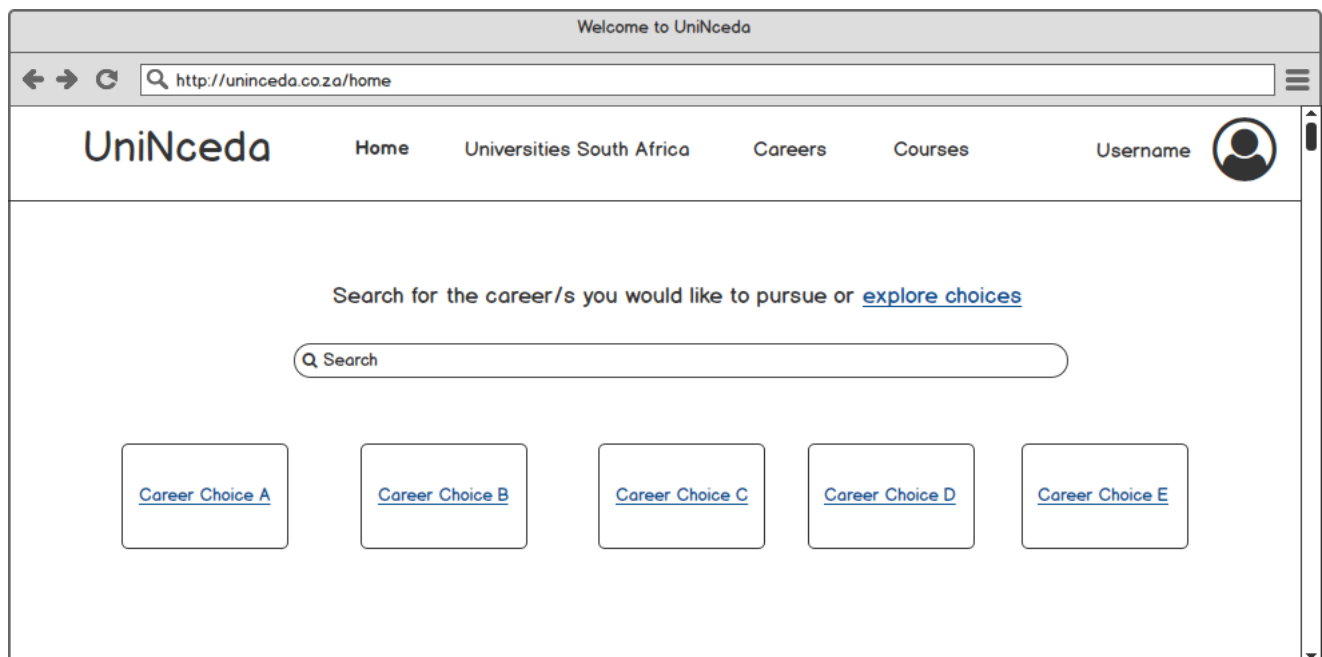 Welcome to UniNceda
http://uninceda.co.za/home
UniNceda Home Universities South Africa Careers Courses Username
Search for the career/s you would like to pursue or explore choices
Search
Career Choice A Career Choice B Career Choice C Career Choice D Career Choice E